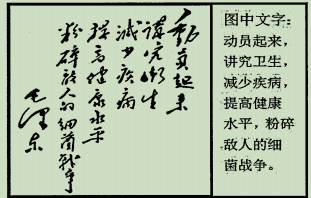 動員起来
讲究衛生
减少疾病
提高健康水平
粉碎敌人的细菌战争
毛泽东
图中文字：
动员起来，
讲究卫生，
减少疾病，
提高健康
水平，粉碎
敌人的细
菌战争。